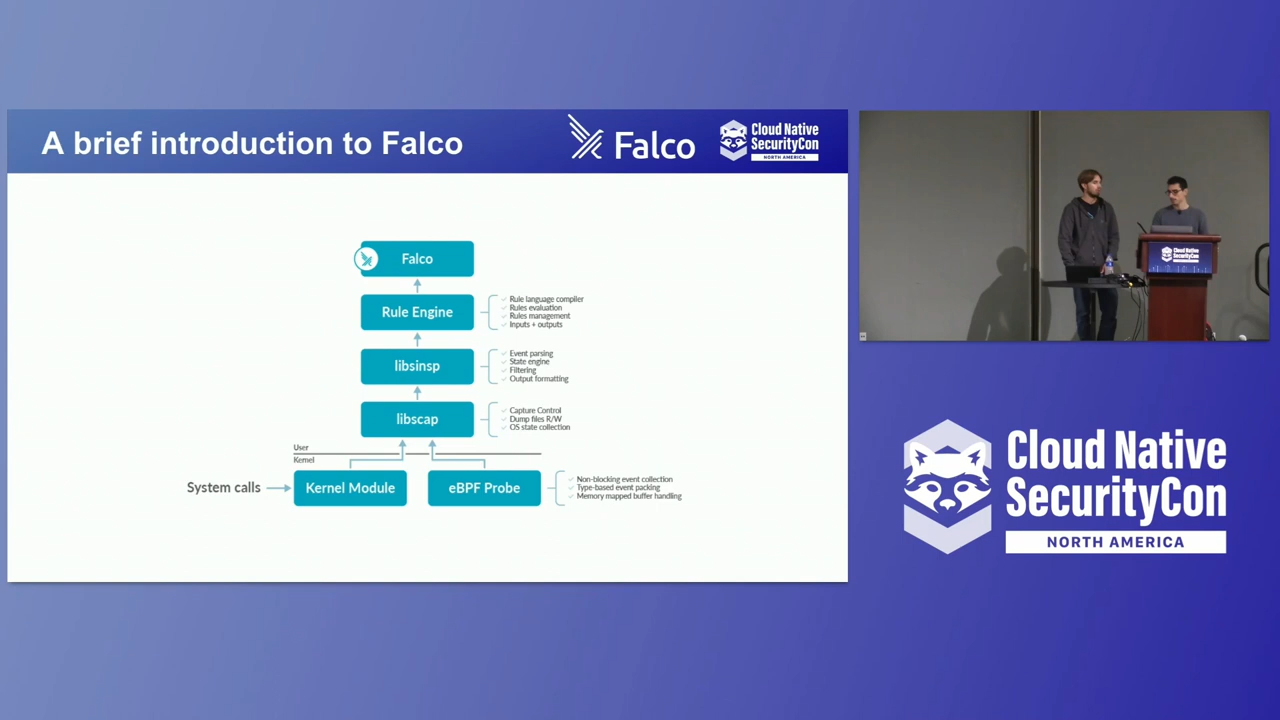 A brief introduction to Falco
Falco
Cloud Native
SecurityCon
NORTH AMERICA
Falco
Rule Engine
Rule language compiler
Rules evaluation
Rules management
Inputs + outputs
libsinsp
Event parsing
State engine
Filtering
Output formatting
libscap
Capture Control
Dump files R/W
OS state collection
User
Kernel
System calls
Kernel Module
eBPF Probe
Non-blocking event collection
Type-based event packing
Memory mapped buffer handling
Cloud Native
SecurityCon
Cloud Native
SecurityCon
NORTH AMERICA